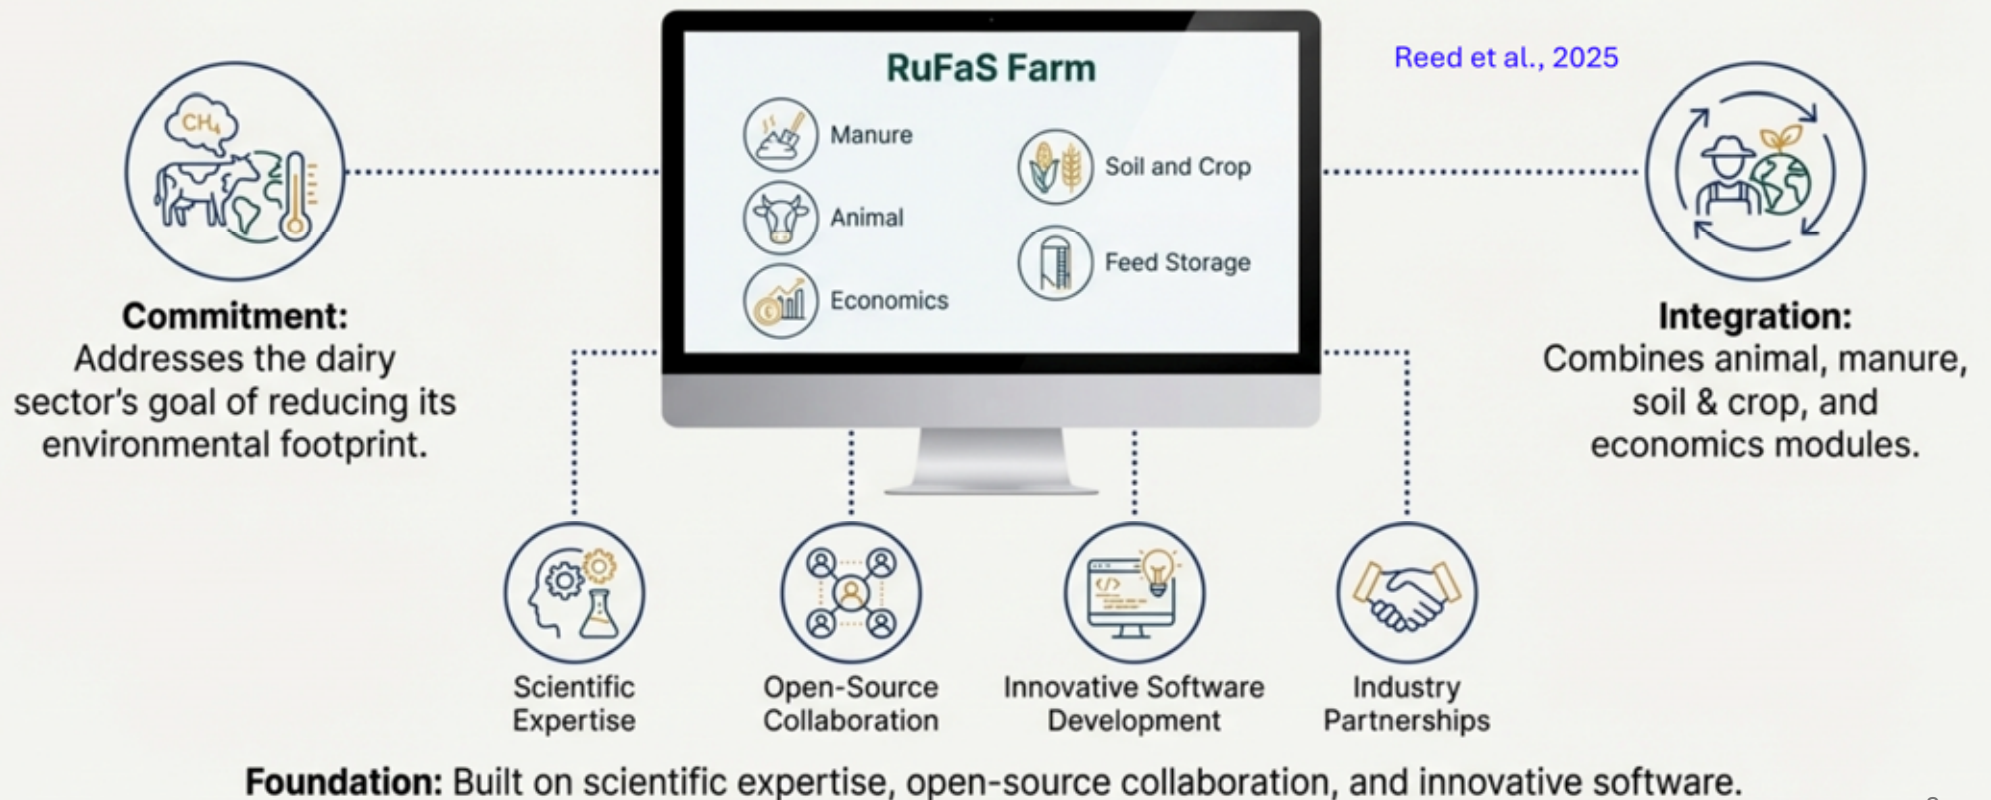 RuFaS Farm
Reed et al., 2025
CH4
Manure
Animal
Economics
Soil and Crop
Feed Storage
Commitment:
Addresses the dairy
sector's goal of reducing its
environmental footprint.
Integration:
Combines animal, manure,
soil & crop, and
economics modules.
</>
Scientific
Expertise
Open-Source
Collaboration
Innovative Software
Development
Industry
Partnerships
Foundation: Built on scientific expertise, open-source collaboration, and innovative software.